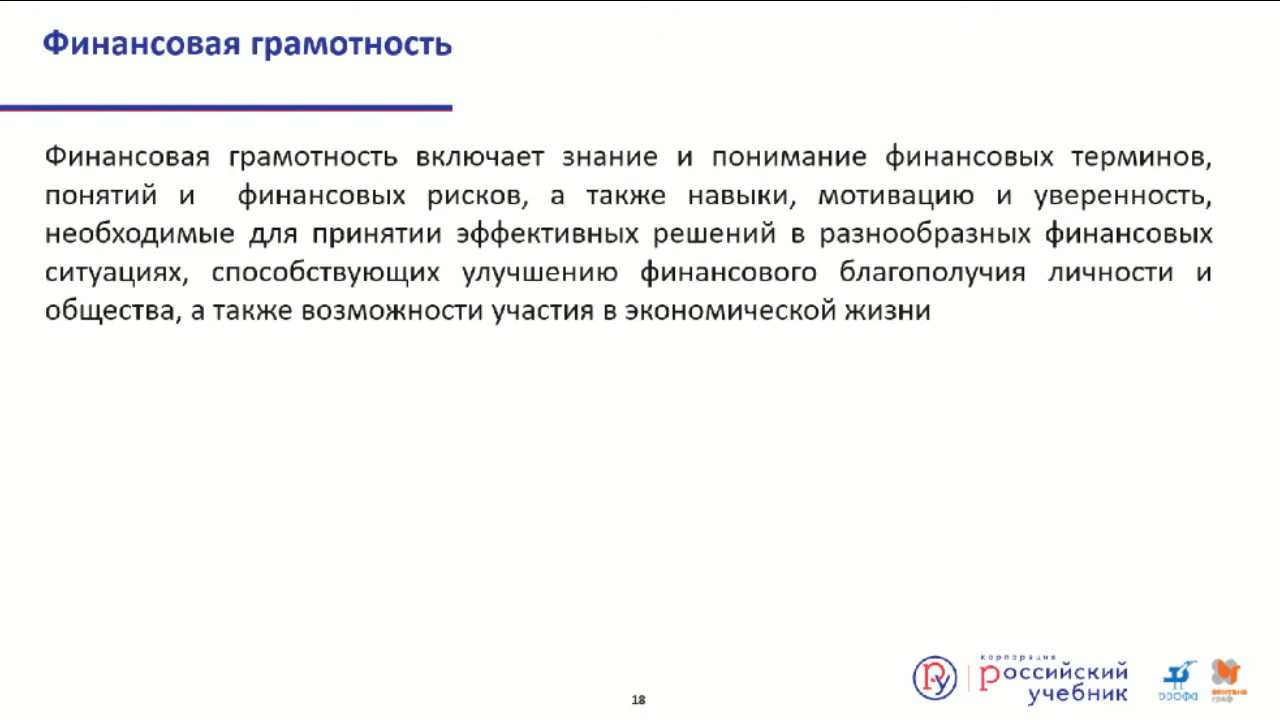 Финансовая грамотность
Финансовая грамотность включает знание и понимание финансовых терминов,
понятий и финансовых рисков, а также навыки, мотивацию и уверенность,
необходимые для принятии эффективных решений в разнообразных финансовых
ситуациях, способствующих улучшению финансового благополучия личности и
общества, а также возможности участия в экономической жизни
корпорация
российский
учебник
дрофа
вентана
граф
18